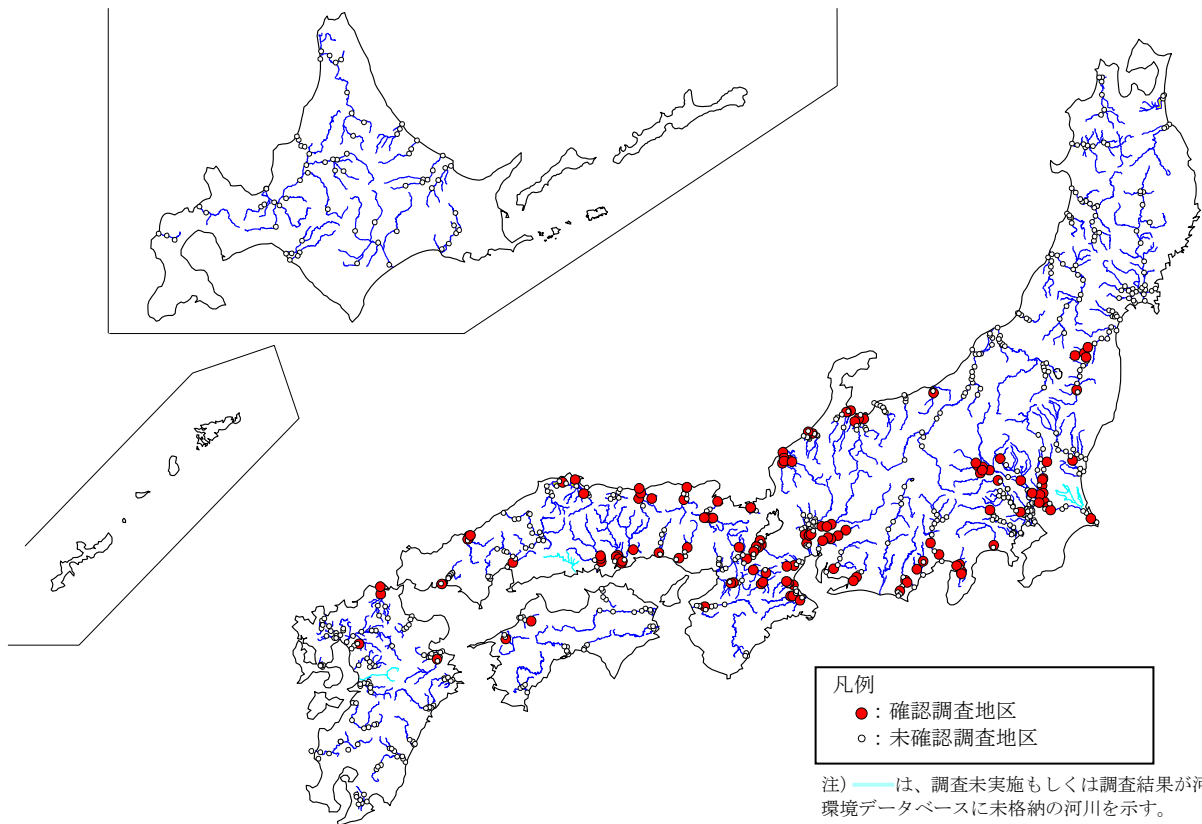 凡例
●：確認調査地区
○：未確認調査地区
注）　は、調査未実施もしくは調査結果が
環境データベースに未格納の河川を示す。